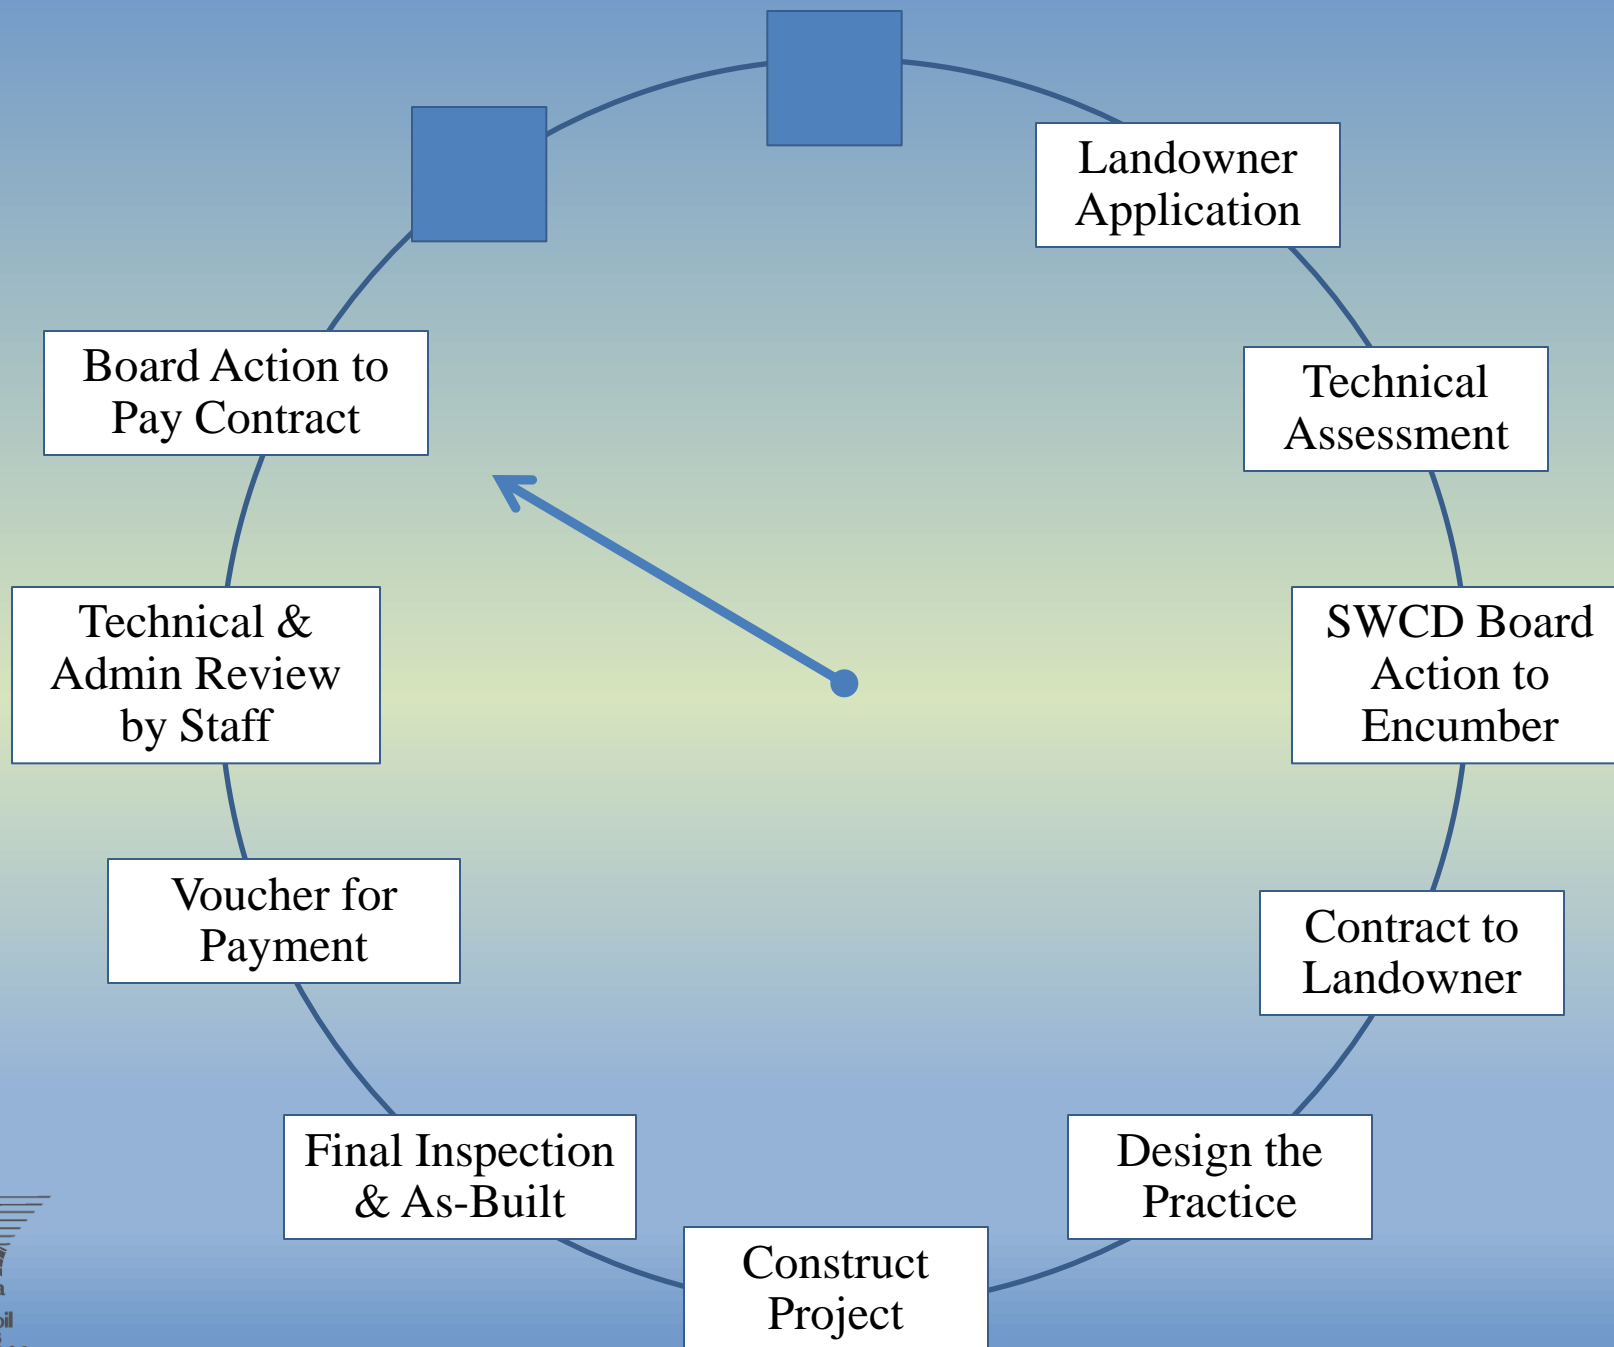 Landowner
Application
Technical
Assessment
SWCD Board
Action to
Encumber
Contract to
Landowner
Design the
Practice
Construct
Project
Final Inspection
& As-Built
Voucher for
Payment
Technical &
Admin Review
by Staff
Board Action to
Pay Contract